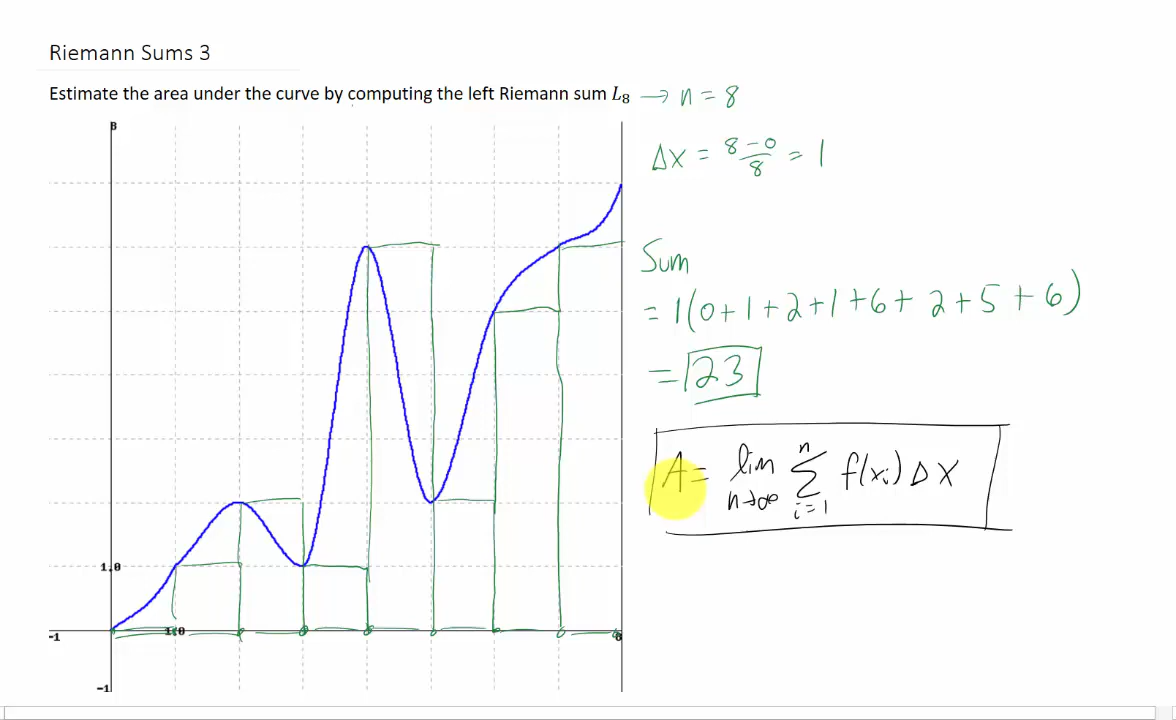 Riemann Sums 3
Estimate the area under the curve by computing the left Riemann sum L₈ → n = 8
8
Δx = (8 − 0)/8 = 1
Sum
= 1(0 + 1 + 2 + 1 + 6 + 2 + 5 + 6)
= 23
A = lim n→∞ n Σ i=1 f(xᵢ) Δx
1.0
-1
1.0
8
-1